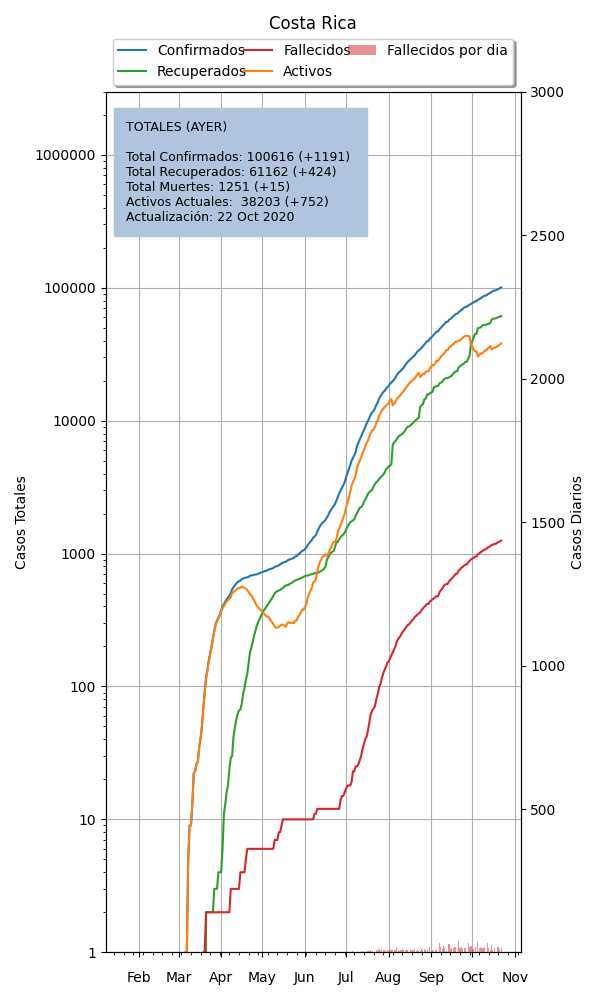 Costa Rica
Confirmados Fallecidos Fallecidos por dia
Recuperados Activos
TOTALES (AYER)
Total Confirmados: 100616 (+1191)
Total Recuperados: 61162 (+424)
Total Muertes: 1251 (+15)
Activos Actuales:  38203 (+752)
Actualización: 22 Oct 2020
Casos Totales
1000000
100000
10000
1000
100
10
1
3000
2500
2000
1500
1000
500
Casos Diarios
Feb Mar Apr May Jun Jul Aug Sep Oct Nov